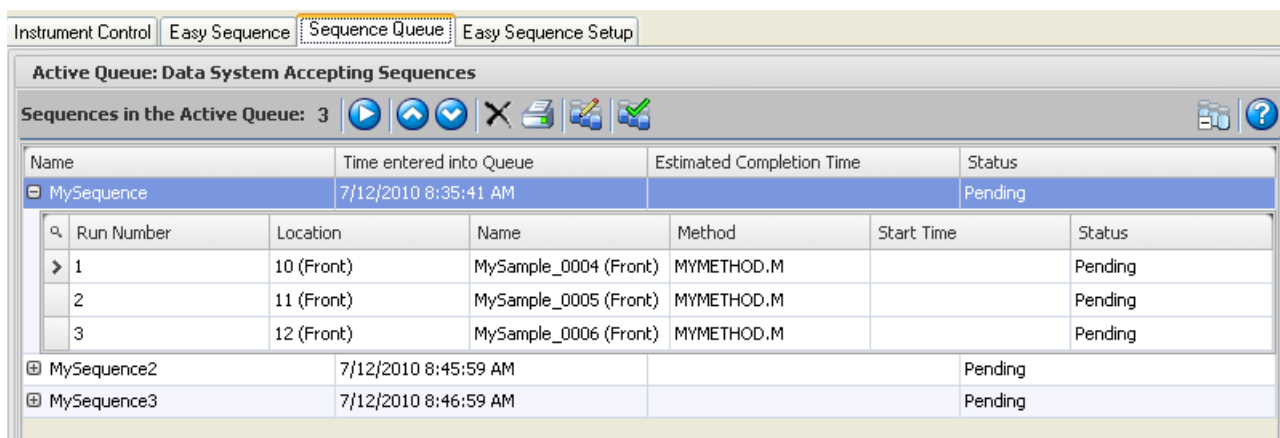 Instrument Control Easy Sequence Sequence Queue Easy Sequence Setup
Active Queue: Data System Accepting Sequences
Sequences in the Active Queue: 3
Name Time entered into Queue Estimated Completion Time Status
MySequence 7/12/2010 8:35:41 AM Pending
Run Number Location Name Method Start Time Status
1 10 (Front) MySample_0004 (Front) MYMETHOD.M Pending
2 11 (Front) MySample_0005 (Front) MYMETHOD.M Pending
3 12 (Front) MySample_0006 (Front) MYMETHOD.M Pending
MySequence2 7/12/2010 8:45:59 AM Pending
MySequence3 7/12/2010 8:46:59 AM Pending